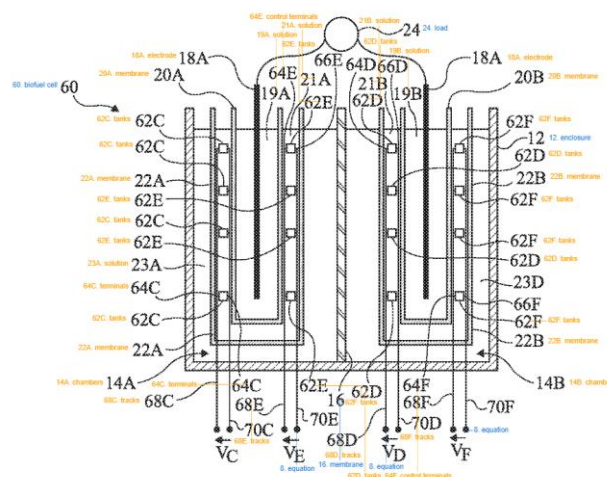 64E. control terminals
21A. solution
19A. solution
62E. tanks
21B. solution
62D. tanks
19B. solution
24
24. load
18A
64E
66E
21A
62E
19A
64D
66D
21B
62D
19B
18A
18A. electrode
20A. membrane
20A
20B
20B. membrane
60. biofuel cell
60
62C. tanks
62C
62F. tanks
62F
12
12. enclosure
62C. tanks
62C
62D
62D. tanks
22A. membrane
22A
22B
22B. membrane
62E. tanks
62E
62F
62F. tanks
62C. tanks
62C
62F
62F. tanks
62E. tanks
62E
62D
62D. tanks
23A. solution
23A
23D
64C. terminals
64C
66F
62C. tanks
62C
62F
62F. tanks
22A. membrane
22A
22B
22B. membrane
14A. chambers
14A
64C. terminals
64C
62E
16
62F. tanks
62D
64F
14B
14B. chamb
68C. tracks
68C
68E
70E
68F
70F
70C
68D
70D
68E. tracks
68D. tracks
68F. tracks
8. equation
V_C
V_E
V_D
V_F
16. membrane
8. equation
62D. tanks
64E. control terminals